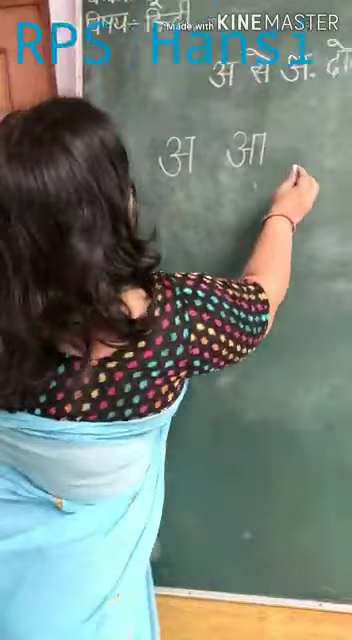 विषय÷ हिन्दी
Made with KINEMASTER
RPS Hansi
अ से अः दो
अ आ